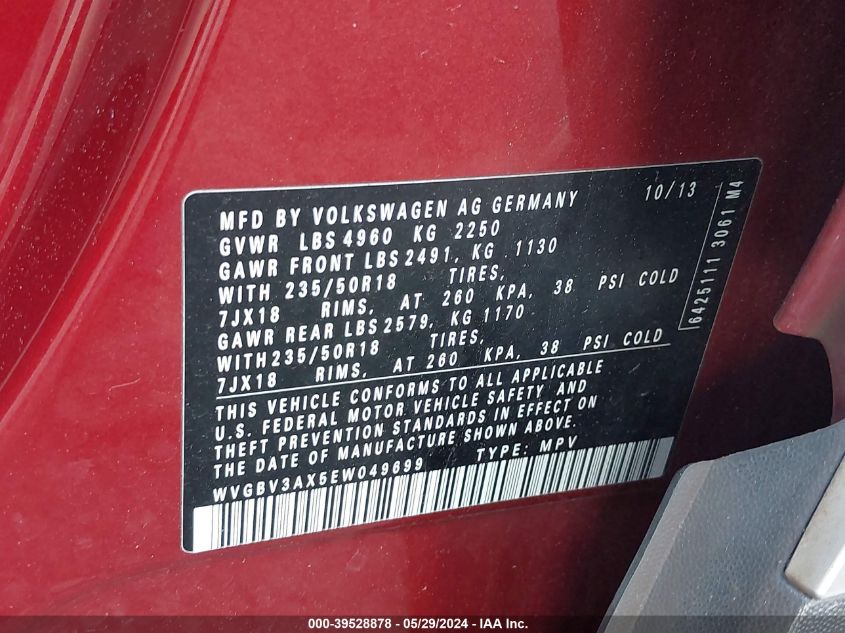 MFD BY VOLKSWAGEN AG GERMANY 10/13
GVWR LBS 4960 KG 2250
GAWR FRONT LBS 2491, KG 1130
WITH 235/50R18 TIRES,
7JX18 RIMS, AT 260 KPA, 38 PSI COLD
GAWR REAR LBS 2579, KG 1170
WITH 235/50R18 TIRES,
7JX18 RIMS, AT 260 KPA, 38 PSI COLD
THIS VEHICLE CONFORMS TO ALL APPLICABLE
U.S. FEDERAL MOTOR VEHICLE SAFETY AND
THEFT PREVENTION STANDARDS IN EFFECT ON
THE DATE OF MANUFACTURE SHOWN ABOVE.
WVGBV3AX5EW049699 TYPE: MPV
6425111 3061 M4
000-39528878 - 05/29/2024 - IAA Inc.